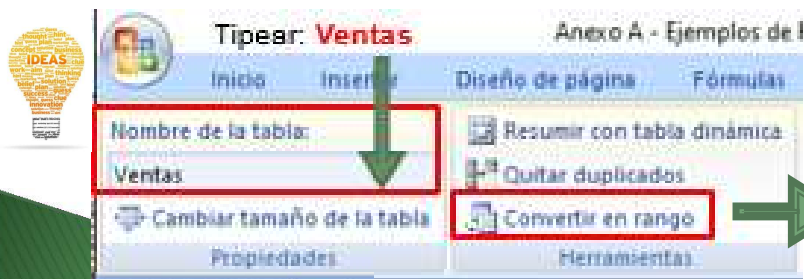 IDEAS
Tipear: Ventas
Anexo A - Ejemplos de
Inicio Insertar Diseño de página Fórmulas
Nombre de la tabla:
Ventas
Cambiar tamaño de la tabla
Propiedades
Resumir con tabla dinámica
Quitar duplicados
Convertir en rango
Herramientas